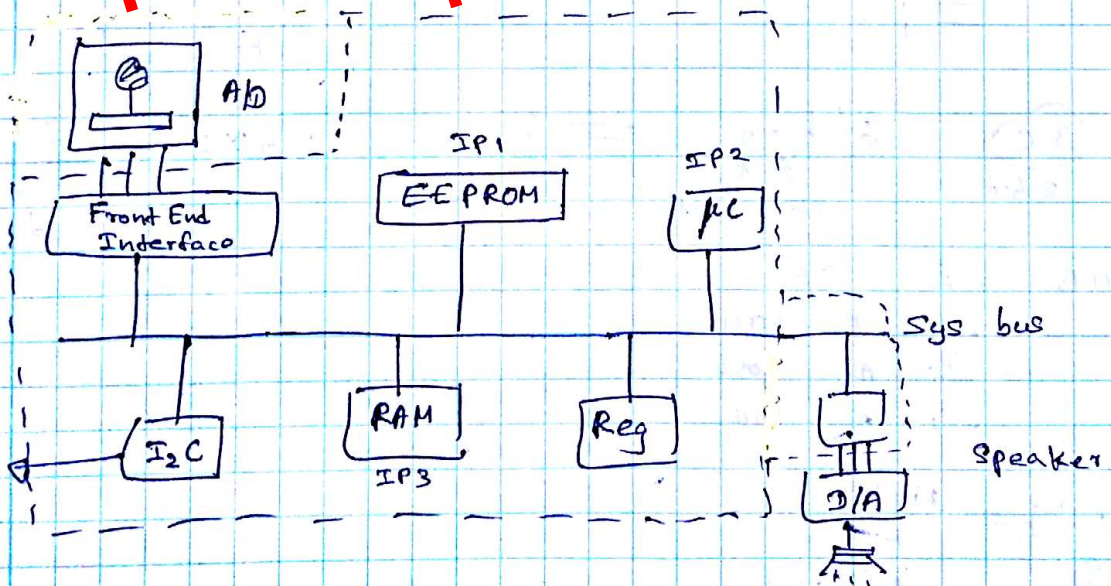 A/D
IP1
IP2
EEPROM
μC
Front End
Interface
Sys bus
RAM
Reg
I2C
IP3
Speaker
D/A